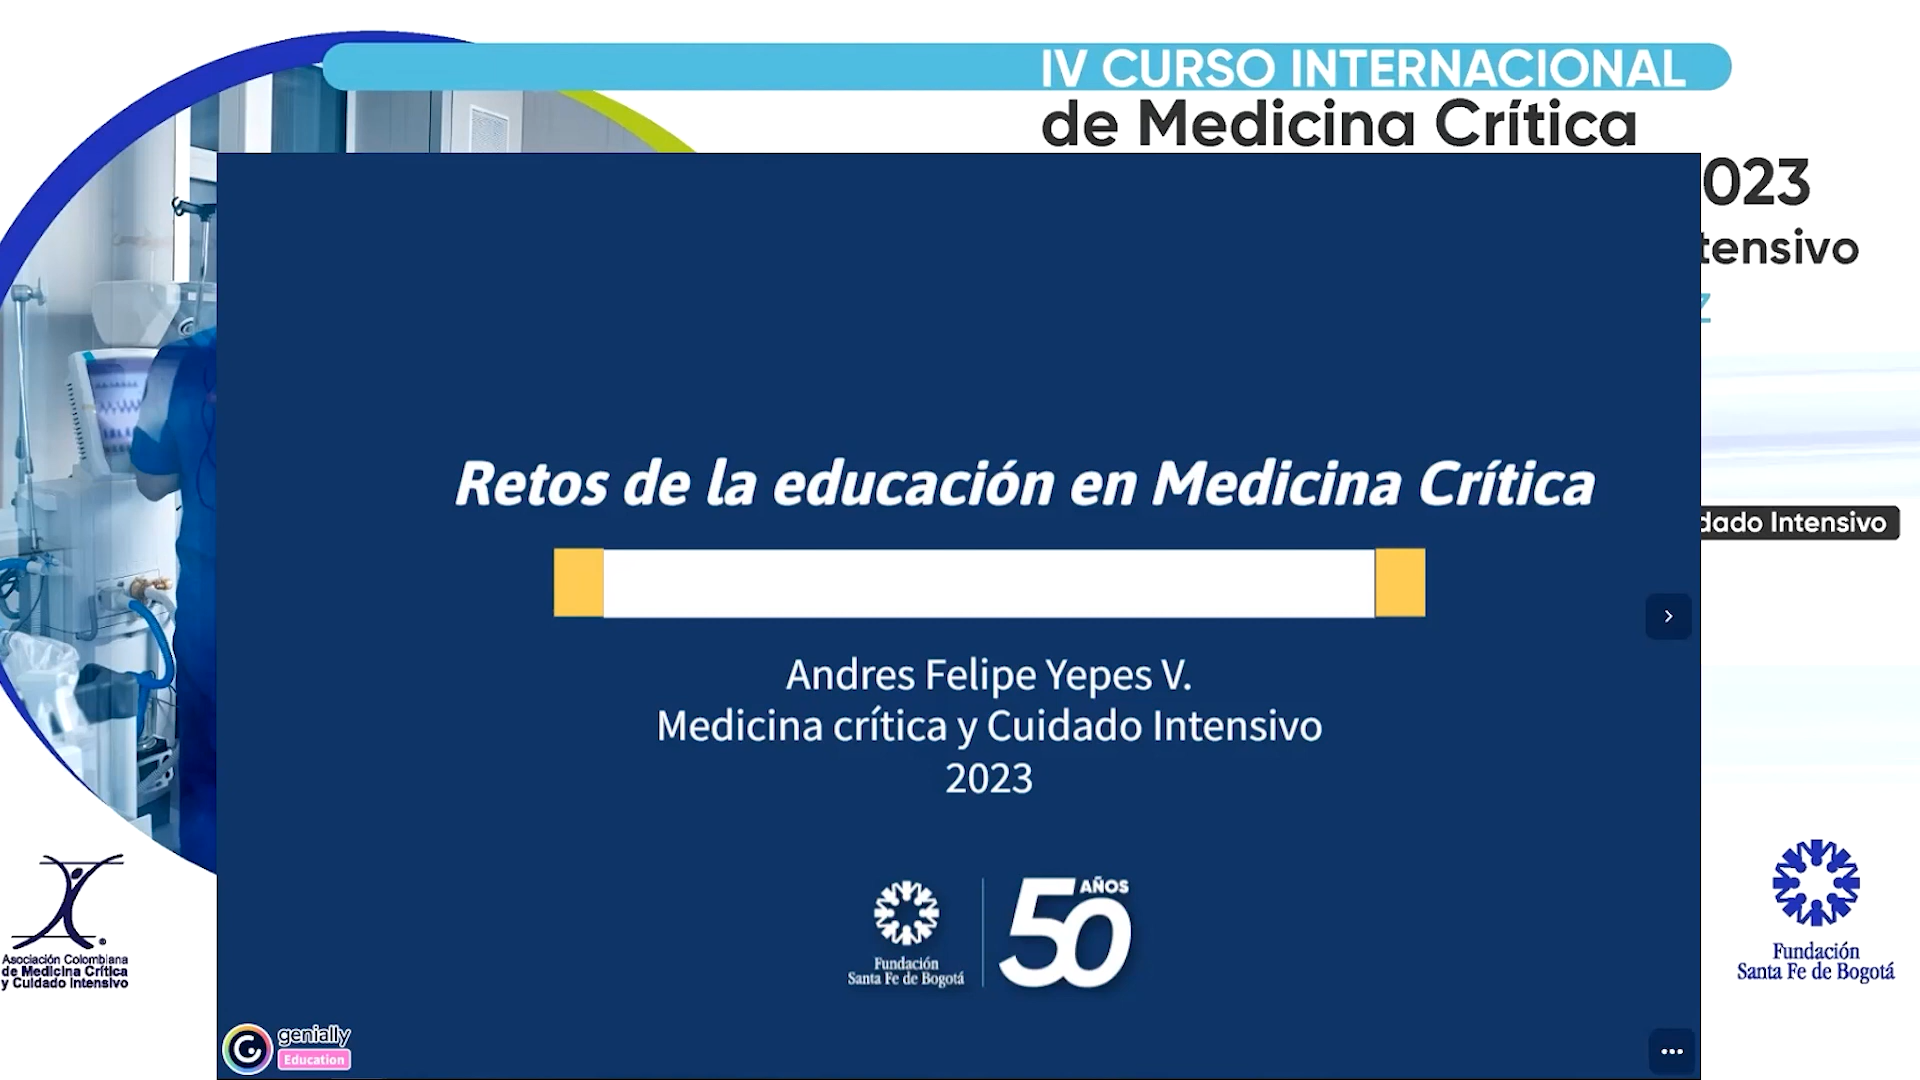 IV CURSO INTERNACIONAL
de Medicina Crítica
023
tensivo
Retos de la educación en Medicina Crítica
dado Intensivo
Andres Felipe Yepes V.
Medicina crítica y Cuidado Intensivo
2023
50 AÑOS
Fundación
Santa Fe de Bogotá
Asociación Colombiana
de Medicina Crítica
y Cuidado Intensivo
Fundación
Santa Fe de Bogotá
genially
Education